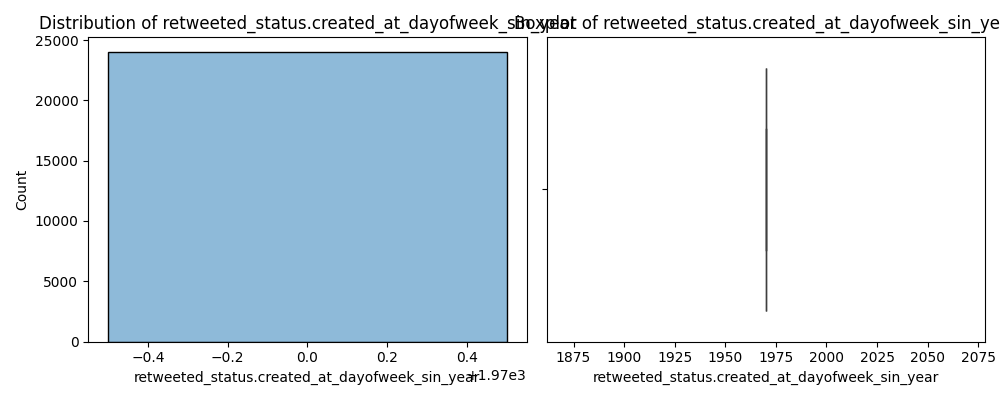 Distribution of retweeted_status.created_at_dayofweek_sin_year
Boxplot of retweeted_status.created_at_dayofweek_sin_ye
25000
20000
15000
10000
5000
0
Count
−0.4 −0.2 0.0 0.2 0.4
+1.97e3
retweeted_status.created_at_dayofweek_sin_year
1875 1900 1925 1950 1975 2000 2025 2050 2075
retweeted_status.created_at_dayofweek_sin_year